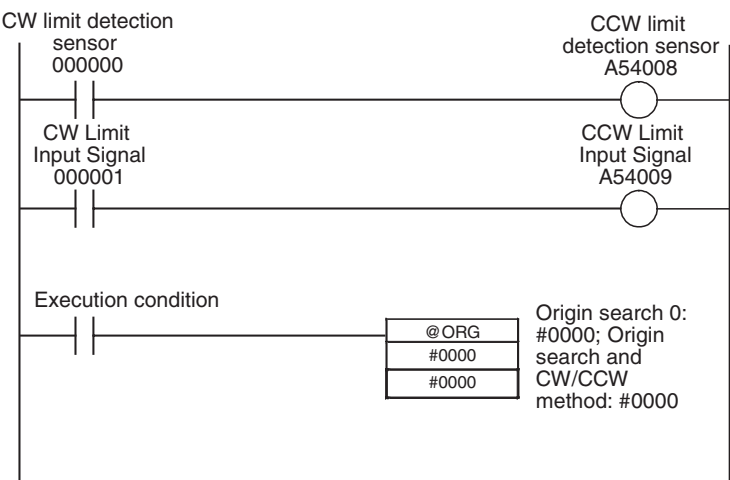 CW limit detection
sensor
000000
CCW limit
detection sensor
A54008
CW Limit
Input Signal
000001
CCW Limit
Input Signal
A54009
Execution condition
@ORG
#0000
#0000
Origin search 0:
#0000; Origin
search and
CW/CCW
method: #0000